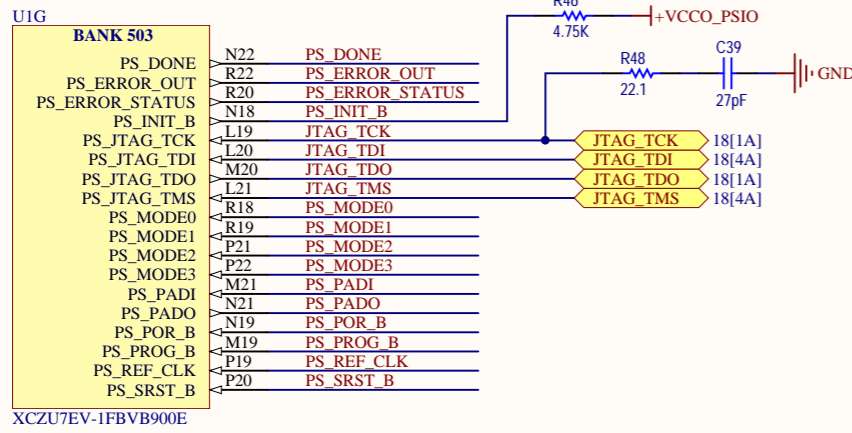 U1G
BANK 503
R46
4.75K
+VCCO_PSIO
R48
22.1
C39
27pF
GND
PS_DONE N22 PS_DONE
PS_ERROR_OUT R22 PS_ERROR_OUT
PS_ERROR_STATUS R20 PS_ERROR_STATUS
PS_INIT_B N18 PS_INIT_B
PS_JTAG_TCK L19 JTAG_TCK JTAG_TCK 18[1A]
PS_JTAG_TDI L20 JTAG_TDI JTAG_TDI 18[4A]
PS_JTAG_TDO M20 JTAG_TDO JTAG_TDO 18[1A]
PS_JTAG_TMS L21 JTAG_TMS JTAG_TMS 18[4A]
PS_MODE0 R18 PS_MODE0
PS_MODE1 R19 PS_MODE1
PS_MODE2 P21 PS_MODE2
PS_MODE3 P22 PS_MODE3
PS_PADI M21 PS_PADI
PS_PADO N21 PS_PADO
PS_POR_B N19 PS_POR_B
PS_PROG_B M19 PS_PROG_B
PS_REF_CLK P19 PS_REF_CLK
PS_SRST_B P20 PS_SRST_B
XCZU7EV-1FBVB900E